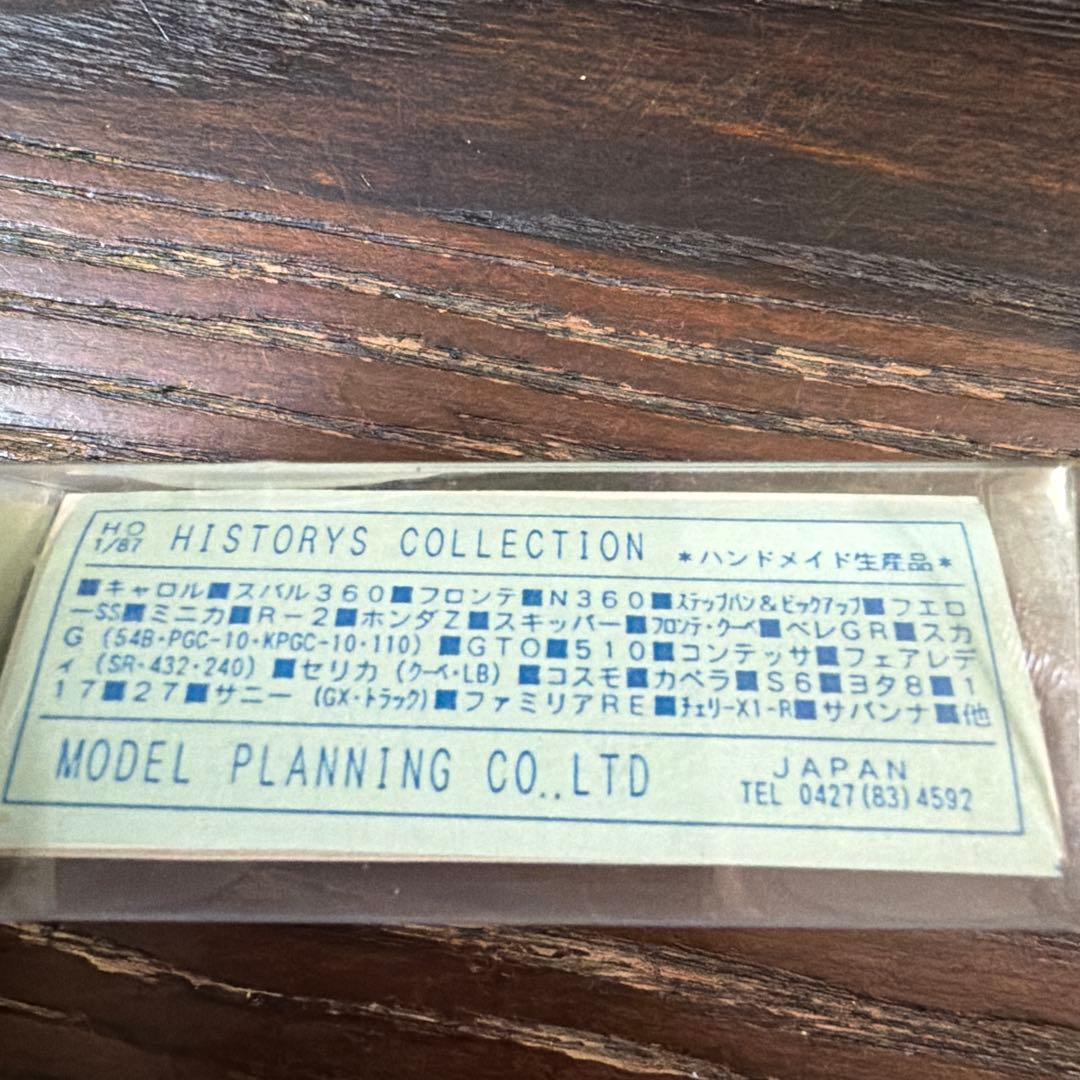 HO
1/87 HISTORYS COLLECTION *ハンドメイド生産品*
■キャロル■スバル360■フロンテ■N360■ステップバン&ピックアップ■フエロ
ーSS■ミニカ■R-2■ホンダZ■スキッパー■フロンテ・クーペ■ベレGR■スカ
G (54B・PGC-10・KPGC-10・110) ■GTO■510■コンテッサ■フェアレデ
ィ (SR・432・240) ■セリカ (クーペ・LB) ■コスモ■カペラ■S6■ヨタ8■1
17■27■サニー (GX・トラック)■ファミリアRE■チェリーX1-R■サバンナ■他
MODEL PLANNING CO.,LTD JAPAN
TEL 0427(83)4592